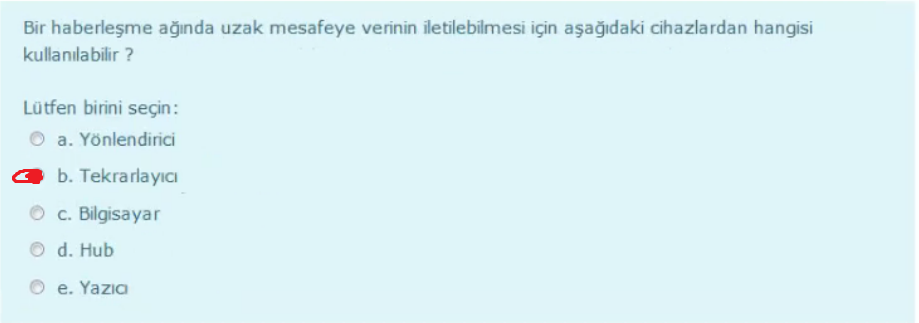 Bir haberleşme ağında uzak mesafeye verinin iletilebilmesi için aşağıdaki cihazlardan hangisi
kullanılabilir ?
Lütfen birini seçin:
a. Yönlendirici
b. Tekrarlayıcı
c. Bilgisayar
d. Hub
e. Yazıcı